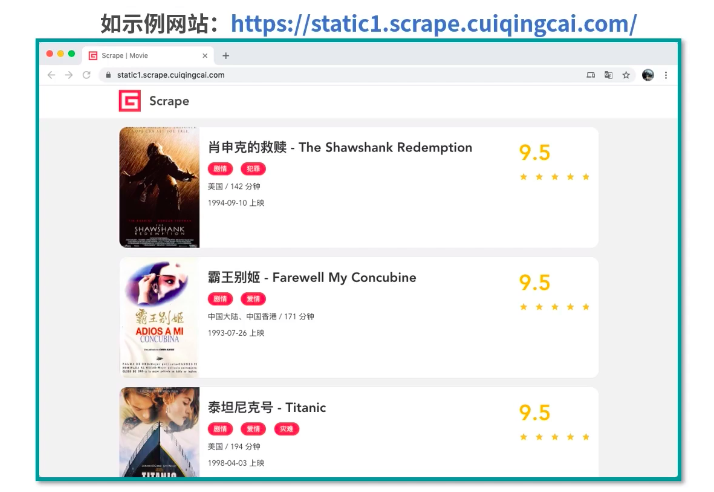 如示例网站：https://static1.scrape.cuiqingcai.com/
Scrape | Movie
static1.scrape.cuiqingcai.com
Scrape
肖申克的救赎 - The Shawshank Redemption
9.5
剧情 犯罪
美国 / 142 分钟
1994-09-10 上映
THE
SHAWSHANK
REDEMPTION
霸王别姬 - Farewell My Concubine
9.5
剧情 爱情
中国大陆、中国香港 / 171 分钟
1993-07-26 上映
霸王别姬
ADIOS A MI
CONCUBINA
泰坦尼克号 - Titanic
9.5
剧情 爱情 灾难
美国 / 194 分钟
1998-04-03 上映
TITANIC